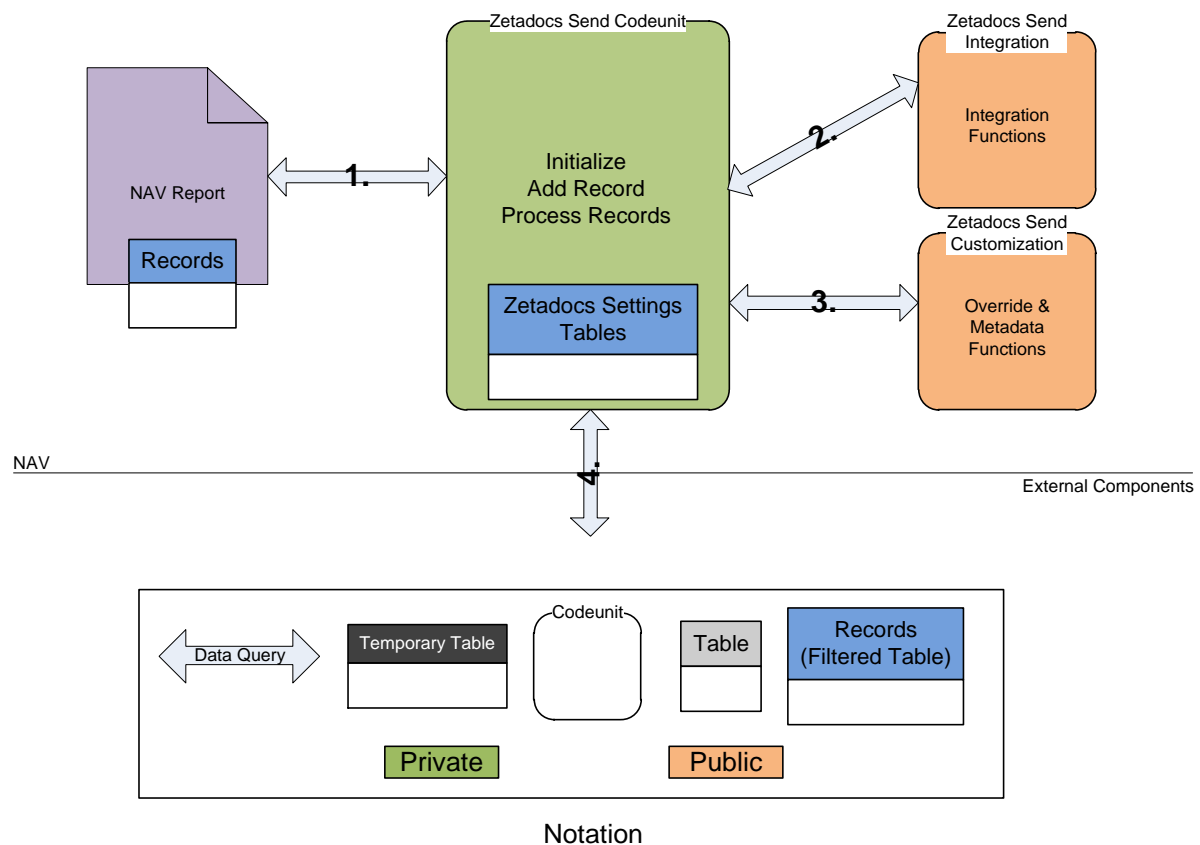 Zetadocs Send Codeunit
Zetadocs Send
Integration
Integration
Functions
NAV Report
Records
1.
Initialize
Add Record
Process Records
2.
Zetadocs Send
Customization
Zetadocs Settings
Tables
3.
Override &
Metadata
Functions
4.
NAV
External Components
Data Query
Temporary Table
Codeunit
Table
Records
(Filtered Table)
Private
Public
Notation